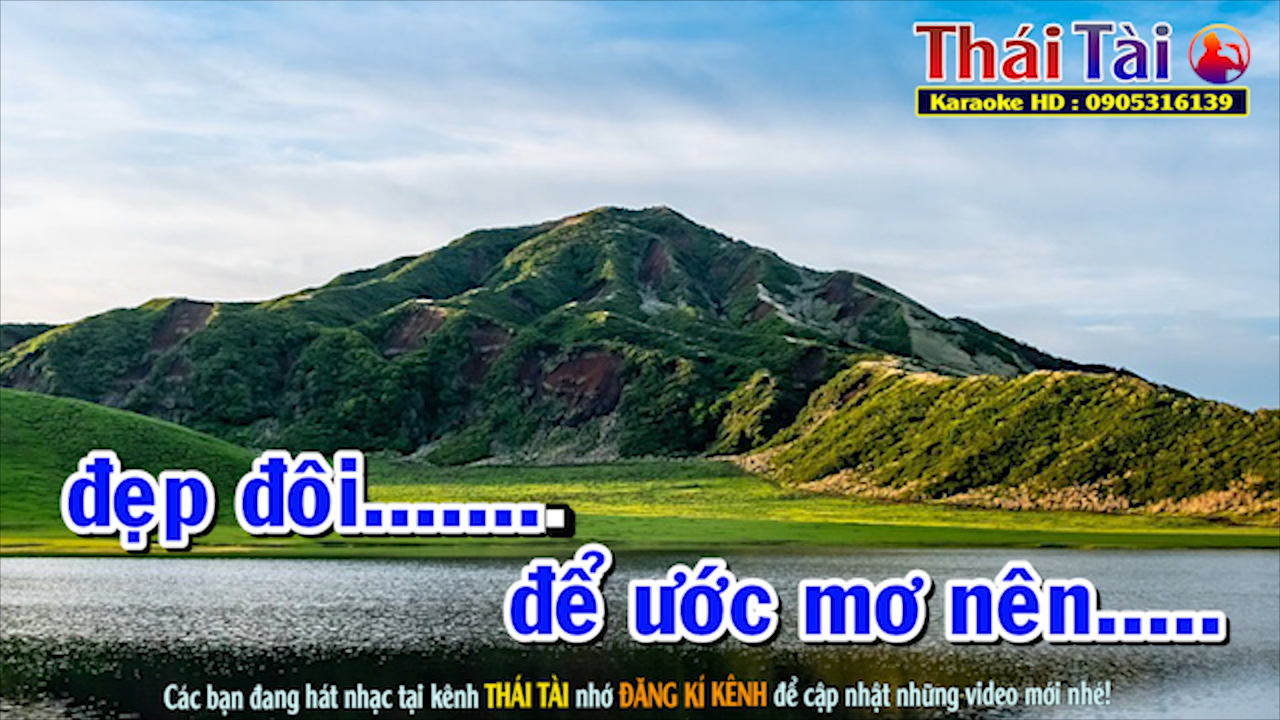 Thái Tài
Karaoke HD : 0905316139
đẹp đôi........
để ước mơ nên.....
Các bạn đang hát nhạc tại kênh THÁI TÀI nhớ ĐĂNG KÍ KÊNH để cập nhật những video mới nhé!